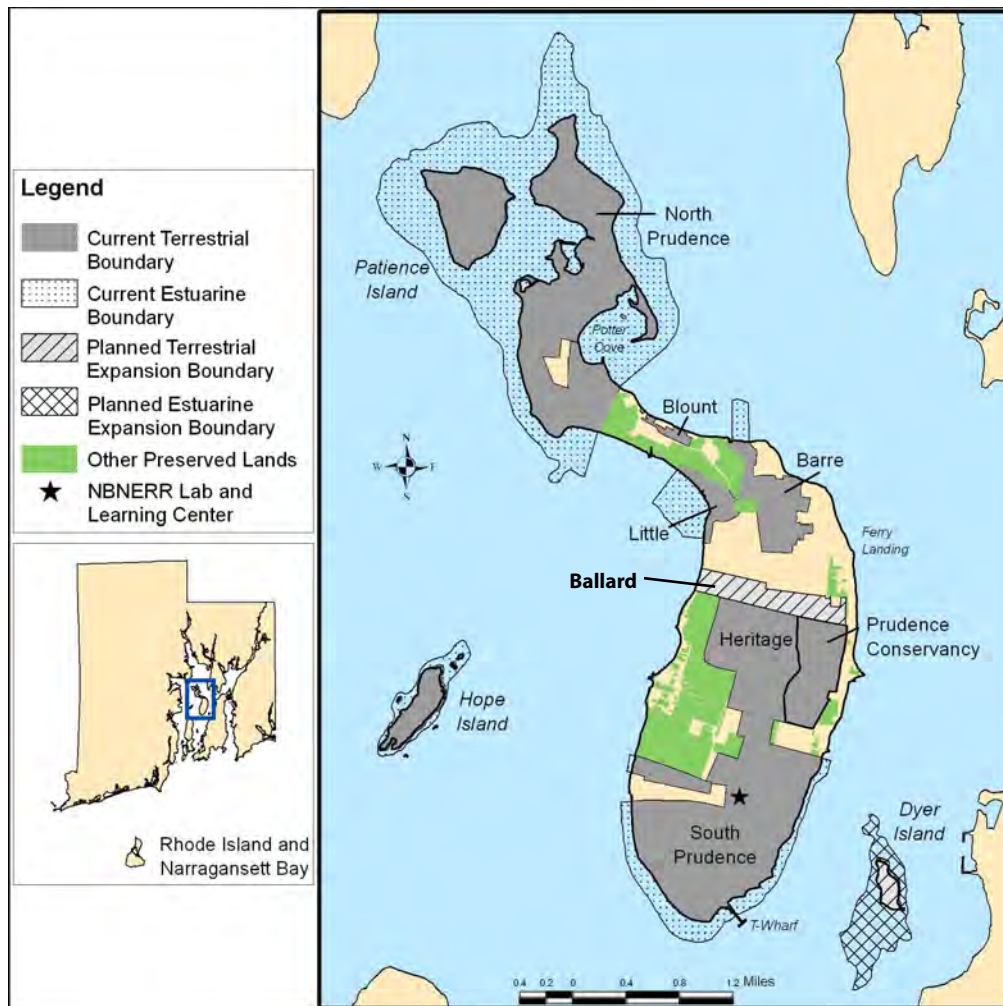 Legend
Current Terrestrial
Boundary
Current Estuarine
Boundary
Planned Terrestrial
Expansion Boundary
Planned Estuarine
Expansion Boundary
Other Preserved Lands
NBNERR Lab and
Learning Center
Rhode Island and
Narragansett Bay
North
Prudence
Patience
Island
Potter
Cove
Blount
Barre
Little
Ferry
Landing
N
W E
S
Ballard
Heritage
Prudence
Conservancy
Hope
Island
Dyer
Island
South
Prudence
T-Wharf
0.4 0.2 0 0.4 0.8 1.2 Miles